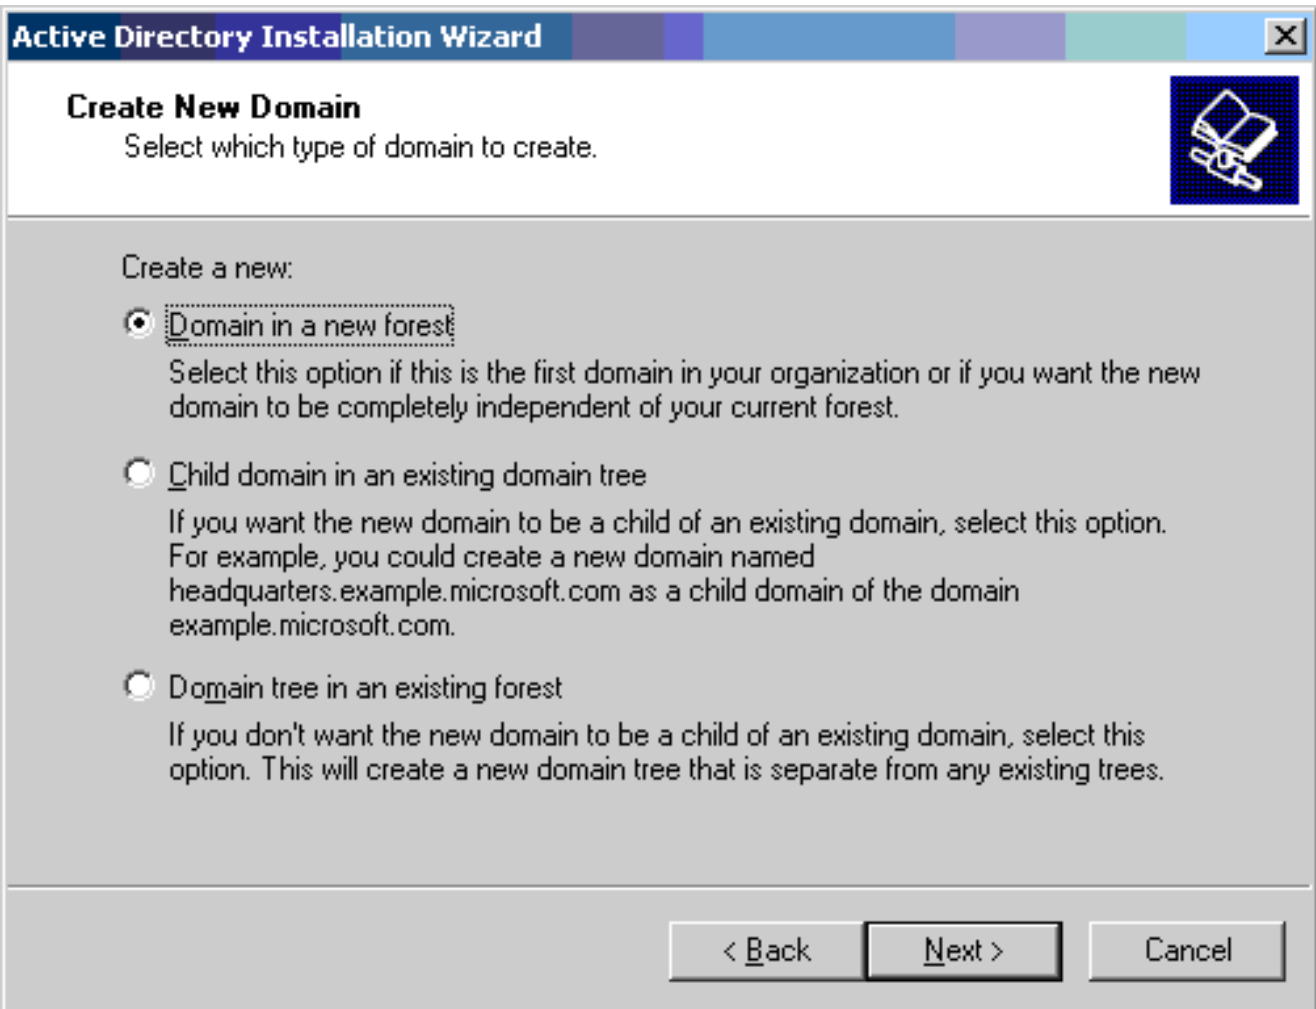 Active Directory Installation Wizard
Create New Domain
Select which type of domain to create.
Create a new:
Domain in a new forest
Select this option if this is the first domain in your organization or if you want the new
domain to be completely independent of your current forest.
Child domain in an existing domain tree
If you want the new domain to be a child of an existing domain, select this option.
For example, you could create a new domain named
headquarters.example.microsoft.com as a child domain of the domain
example.microsoft.com.
Domain tree in an existing forest
If you don't want the new domain to be a child of an existing domain, select this
option. This will create a new domain tree that is separate from any existing trees.
< Back Next > Cancel